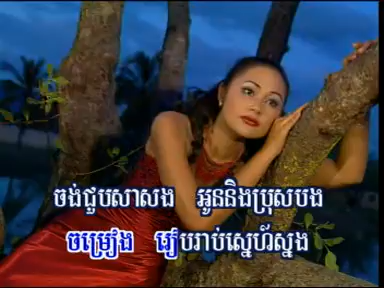 ចង់ជួបសាសង អូននិងប្រុសបង
ចម្រៀង រៀបរាប់ស្នេហ៍ស្នង